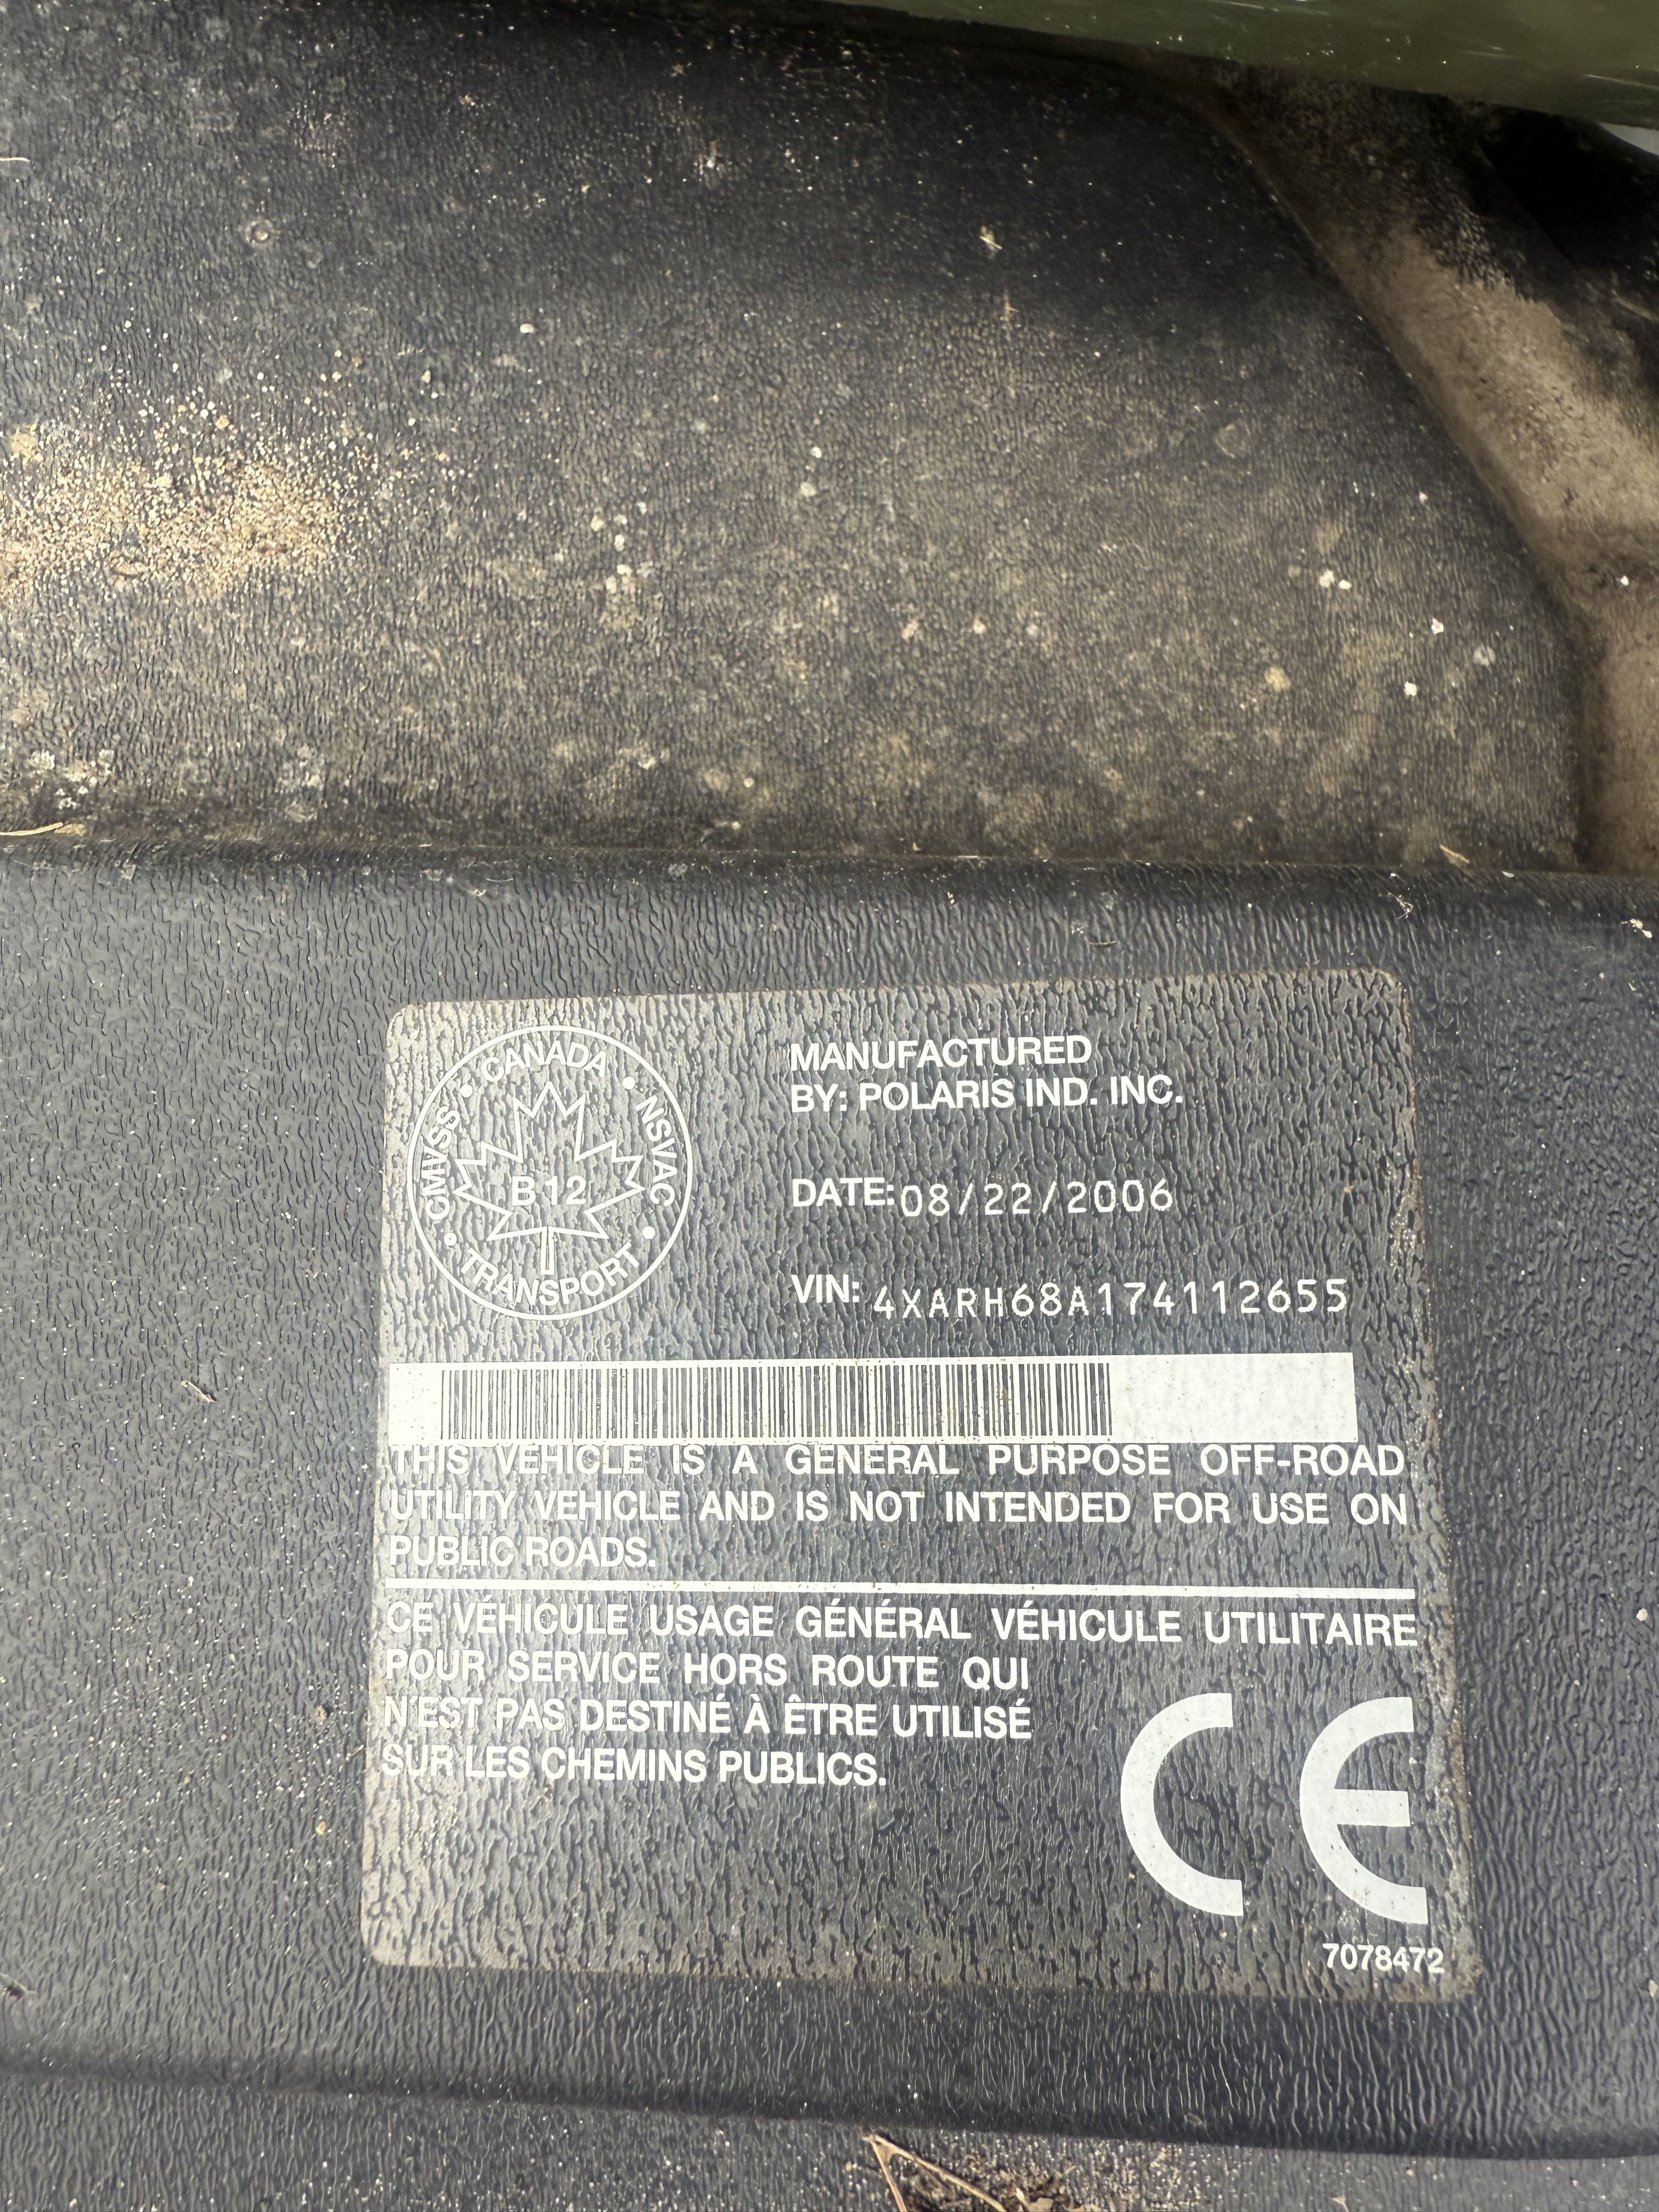 CANADA
CMVSS
NSVAC
B 12
TRANSPORT
MANUFACTURED
BY: POLARIS IND. INC.
DATE: 08/22/2006
VIN: 4XARH68A174112655
THIS VEHICLE IS A GENERAL PURPOSE OFF-ROAD
UTILITY VEHICLE AND IS NOT INTENDED FOR USE ON
PUBLIC ROADS.
CE VÉHICULE USAGE GÉNÉRAL VÉHICULE UTILITAIRE
POUR SERVICE HORS ROUTE QUI
N'EST PAS DESTINÉ À ÊTRE UTILISÉ
SUR LES CHEMINS PUBLICS.
CE
7078472